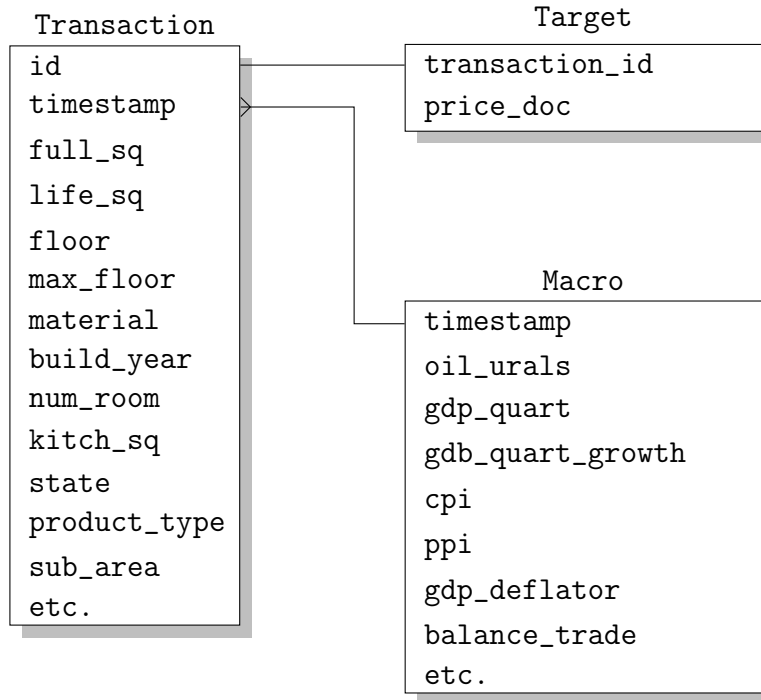 Transaction
id
timestamp
full_sq
life_sq
floor
max_floor
material
build_year
num_room
kitch_sq
state
product_type
sub_area
etc.
Target
transaction_id
price_doc
Macro
timestamp
oil_urals
gdp_quart
gdb_quart_growth
cpi
ppi
gdp_deflator
balance_trade
etc.